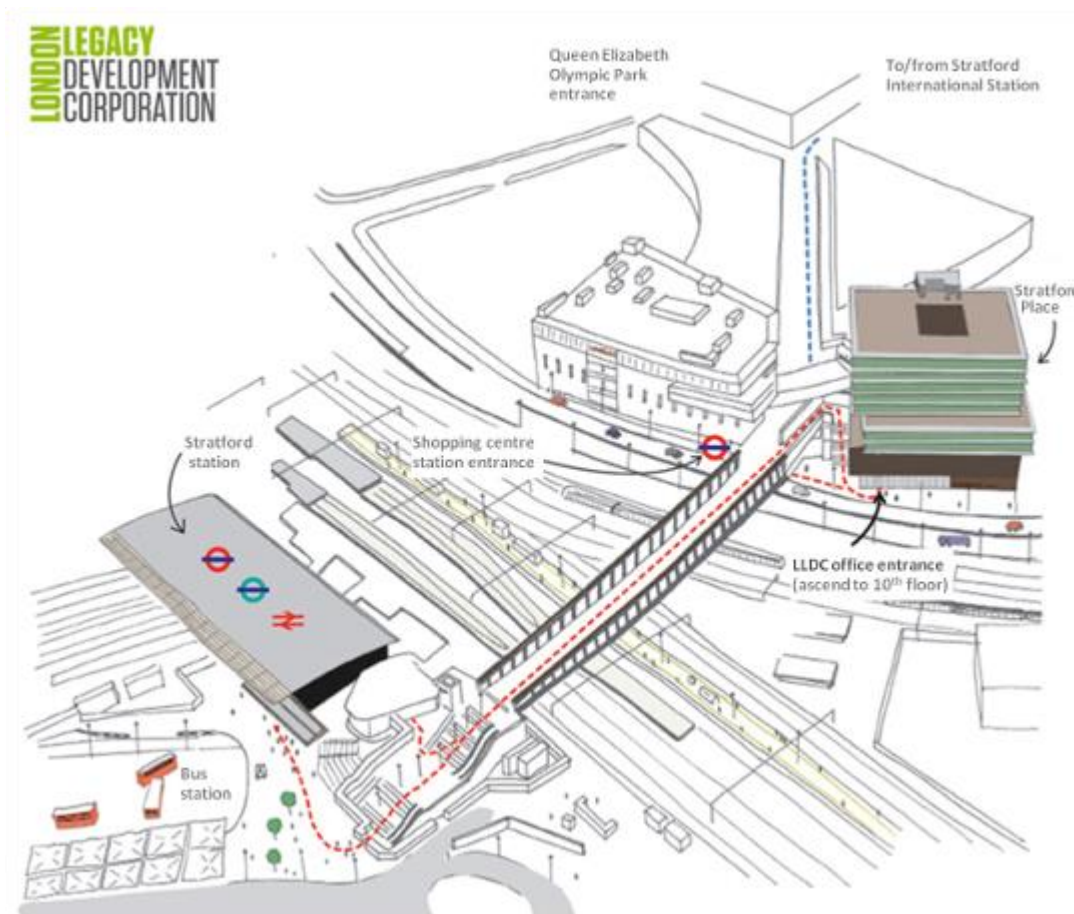 LONDON
LEGACY
DEVELOPMENT
CORPORATION
Queen Elizabeth
Olympic Park
entrance
To/from Stratford
International Station
Stratfor
Place
Stratford
station
Shopping centre
station entrance
LLDC office entrance
(ascend to 10th floor)
Bus
station